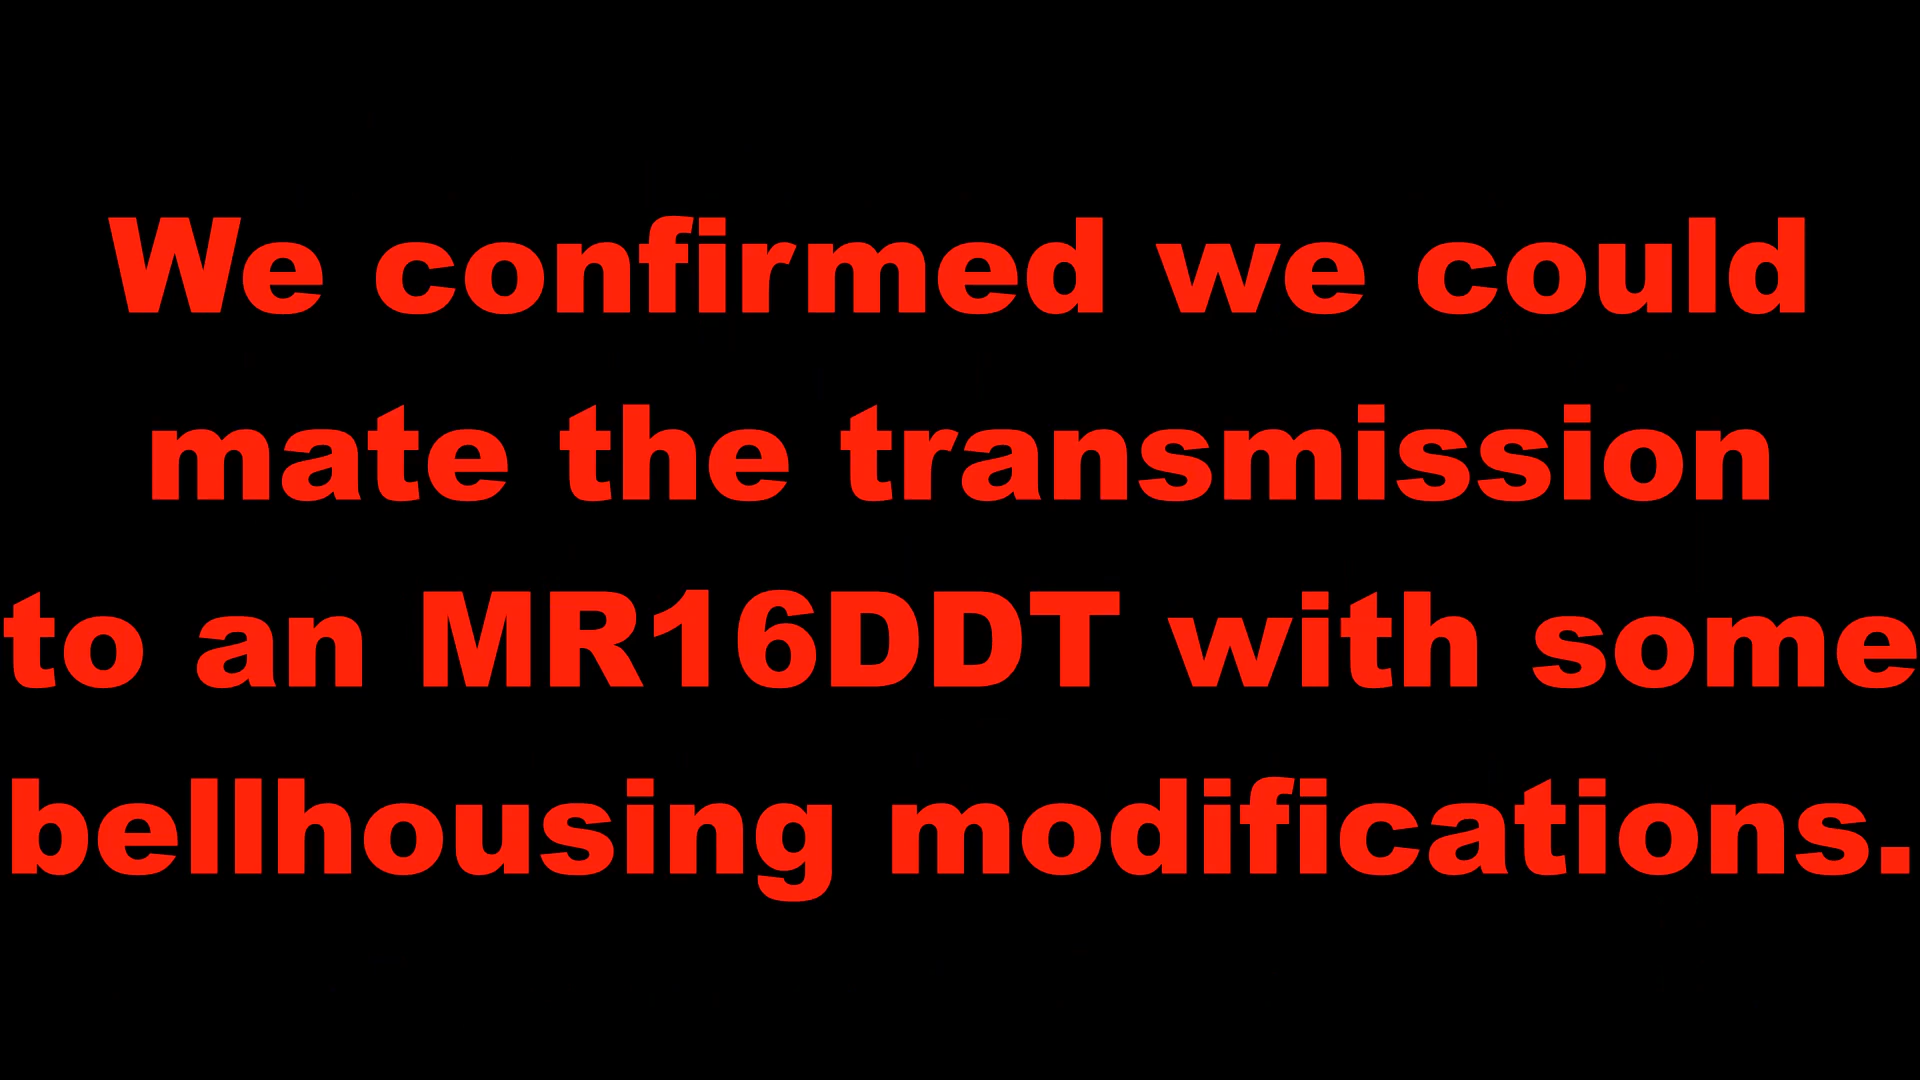 We confirmed we could
mate the transmission
to an MR16DDT with some
bellhousing modifications.